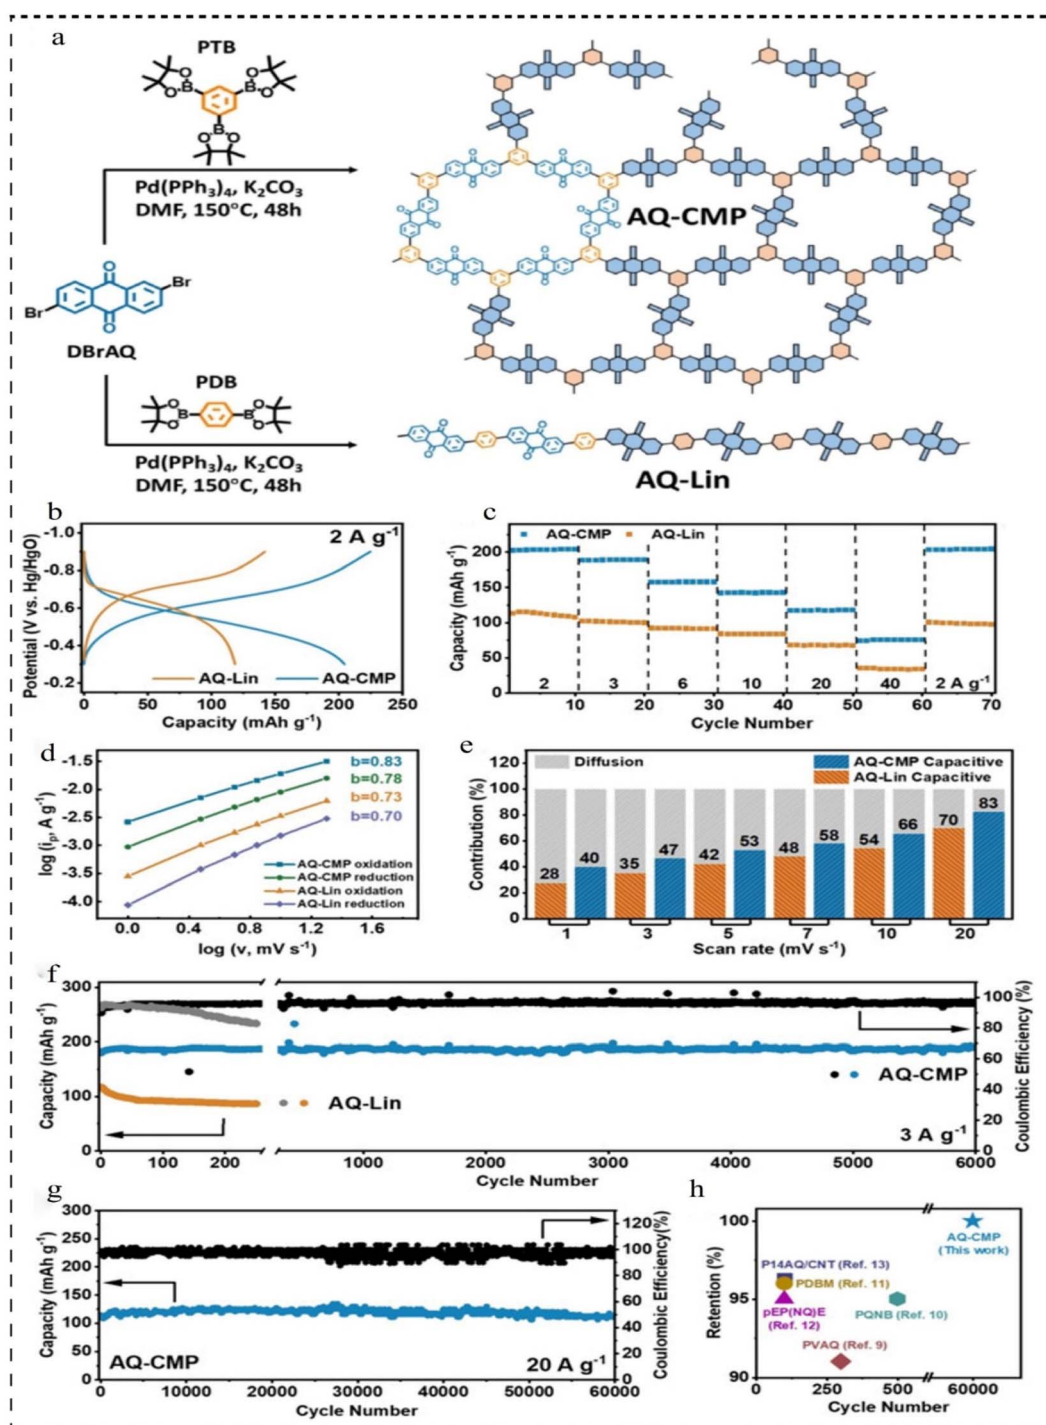 a
PTB
Pd(PPh₃)₄, K₂CO₃
DMF, 150°C, 48h
AQ-CMP
Br
Br
DBrAQ
PDB
Pd(PPh₃)₄, K₂CO₃
DMF, 150°C, 48h
AQ-Lin
b
2 A g⁻¹
Potential (V vs. Hg/HgO)
-1.0
-0.8
-0.6
-0.4
-0.2
AQ-Lin
AQ-CMP
0 50 100 150 200 250
Capacity (mAh g⁻¹)
c
AQ-CMP
AQ-Lin
Capacity (mAh g⁻¹)
200
150
100
50
0
2 3 6 10 20 40 2 A g⁻¹
10 20 30 40 50 60 70
Cycle Number
d
log (iₚ, A g⁻¹)
-1.5
-2.0
-2.5
-3.0
-3.5
-4.0
b=0.83
b=0.78
b=0.73
b=0.70
AQ-CMP oxidation
AQ-CMP reduction
AQ-Lin oxidation
AQ-Lin reduction
0.0 0.4 0.8 1.2 1.6
log (v, mV s⁻¹)
e
Diffusion
AQ-CMP Capacitive
AQ-Lin Capacitive
Contribution (%)
120
100
80
60
40
20
0
28 40 35 47 42 53 48 58 54 66 70 83
1 3 5 7 10 20
Scan rate (mV s⁻¹)
f
Capacity (mAh g⁻¹)
300
200
100
0
AQ-Lin
AQ-CMP
3 A g⁻¹
Coulombic Efficiency (%)
100
80
60
40
20
0
0 100 200 1000 2000 3000 4000 5000 6000
Cycle Number
g
Capacity (mAh g⁻¹)
300
250
200
150
100
50
0
AQ-CMP
20 A g⁻¹
Coulombic Efficiency(%)
120
100
80
60
40
20
0
0 10000 20000 30000 40000 50000 60000
Cycle Number
h
Retention (%)
100
95
90
AQ-CMP
(This work)
P14AQ/CNT (Ref. 13)
PDBM (Ref. 11)
pEP(NQ)E
(Ref. 12)
PQNB (Ref. 10)
PVAQ (Ref. 9)
0 250 500 60000
Cycle Number